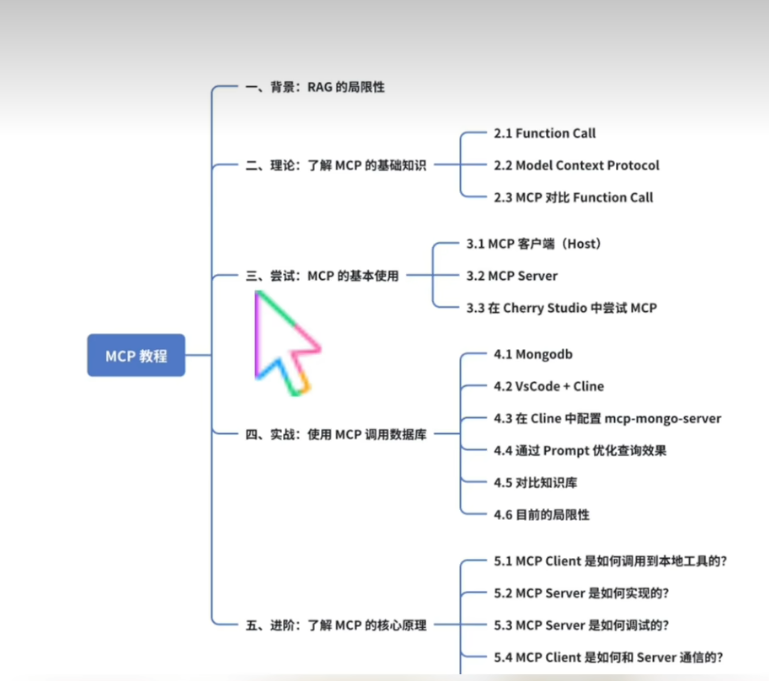 一、背景：RAG 的局限性
二、理论：了解 MCP 的基础知识
2.1 Function Call
2.2 Model Context Protocol
2.3 MCP 对比 Function Call
三、尝试：MCP 的基本使用
3.1 MCP 客户端（Host）
3.2 MCP Server
3.3 在 Cherry Studio 中尝试 MCP
MCP 教程
四、实战：使用 MCP 调用数据库
4.1 Mongodb
4.2 VsCode + Cline
4.3 在 Cline 中配置 mcp-mongo-server
4.4 通过 Prompt 优化查询效果
4.5 对比知识库
4.6 目前的局限性
五、进阶：了解 MCP 的核心原理
5.1 MCP Client 是如何调用到本地工具的?
5.2 MCP Server 是如何实现的?
5.3 MCP Server 是如何调试的?
5.4 MCP Client 是如何和 Server 通信的?